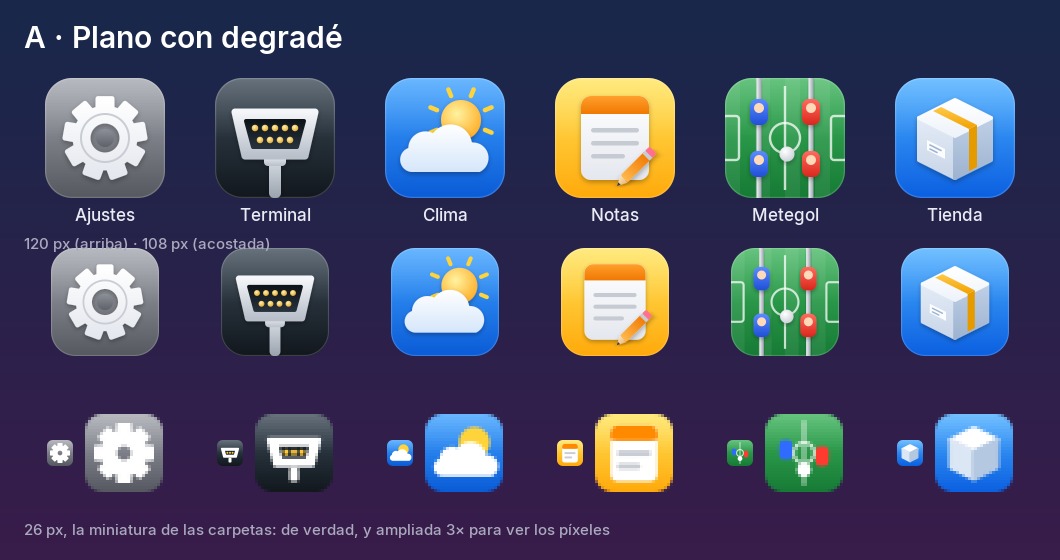 A · Plano con degradé
Ajustes Terminal Clima Notas Metegol Tienda
120 px (arriba) · 108 px (acostada)
26 px, la miniatura de las carpetas: de verdad, y ampliada 3× para ver los píxeles